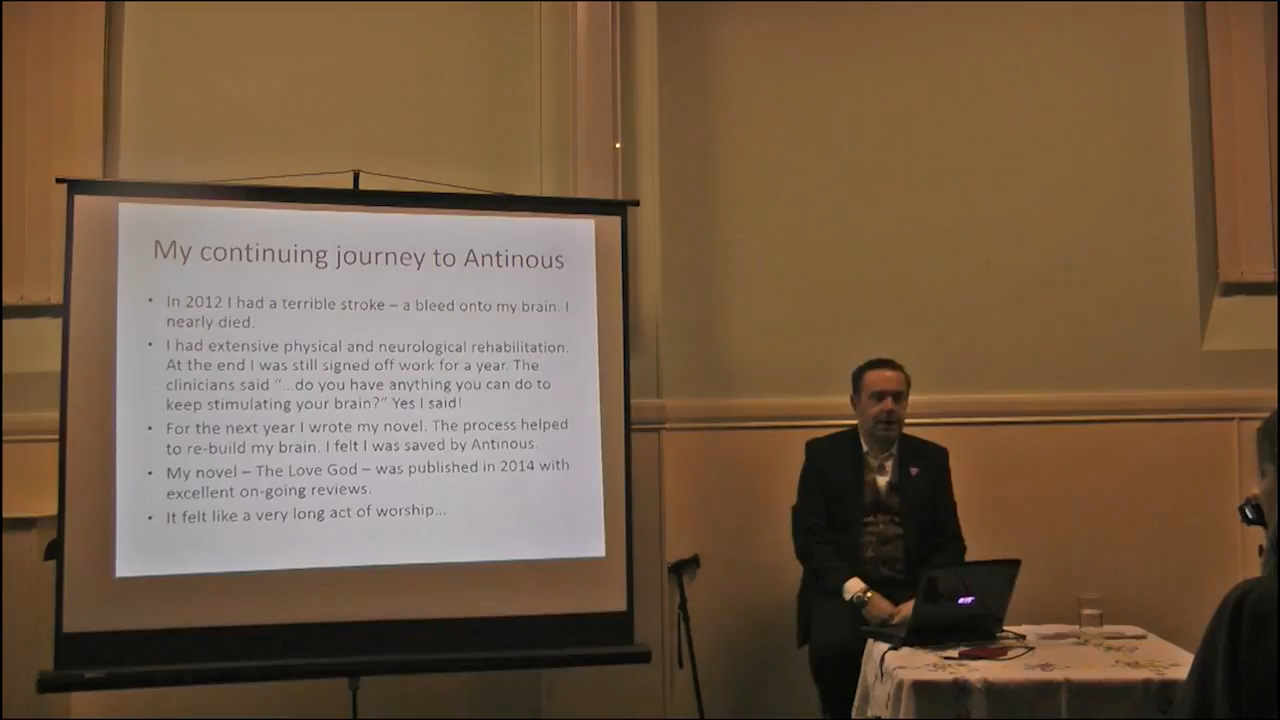 My continuing journey to Antinous
• In 2012 I had a terrible stroke – a bleed onto my brain. I
nearly died.
• I had extensive physical and neurological rehabilitation.
At the end I was still signed off work for a year. The
clinicians said "...do you have anything you can do to
keep stimulating your brain?" Yes I said!
• For the next year I wrote my novel. The process helped
to re-build my brain. I felt I was saved by Antinous.
• My novel – The Love God – was published in 2014 with
excellent on-going reviews.
• It felt like a very long act of worship...